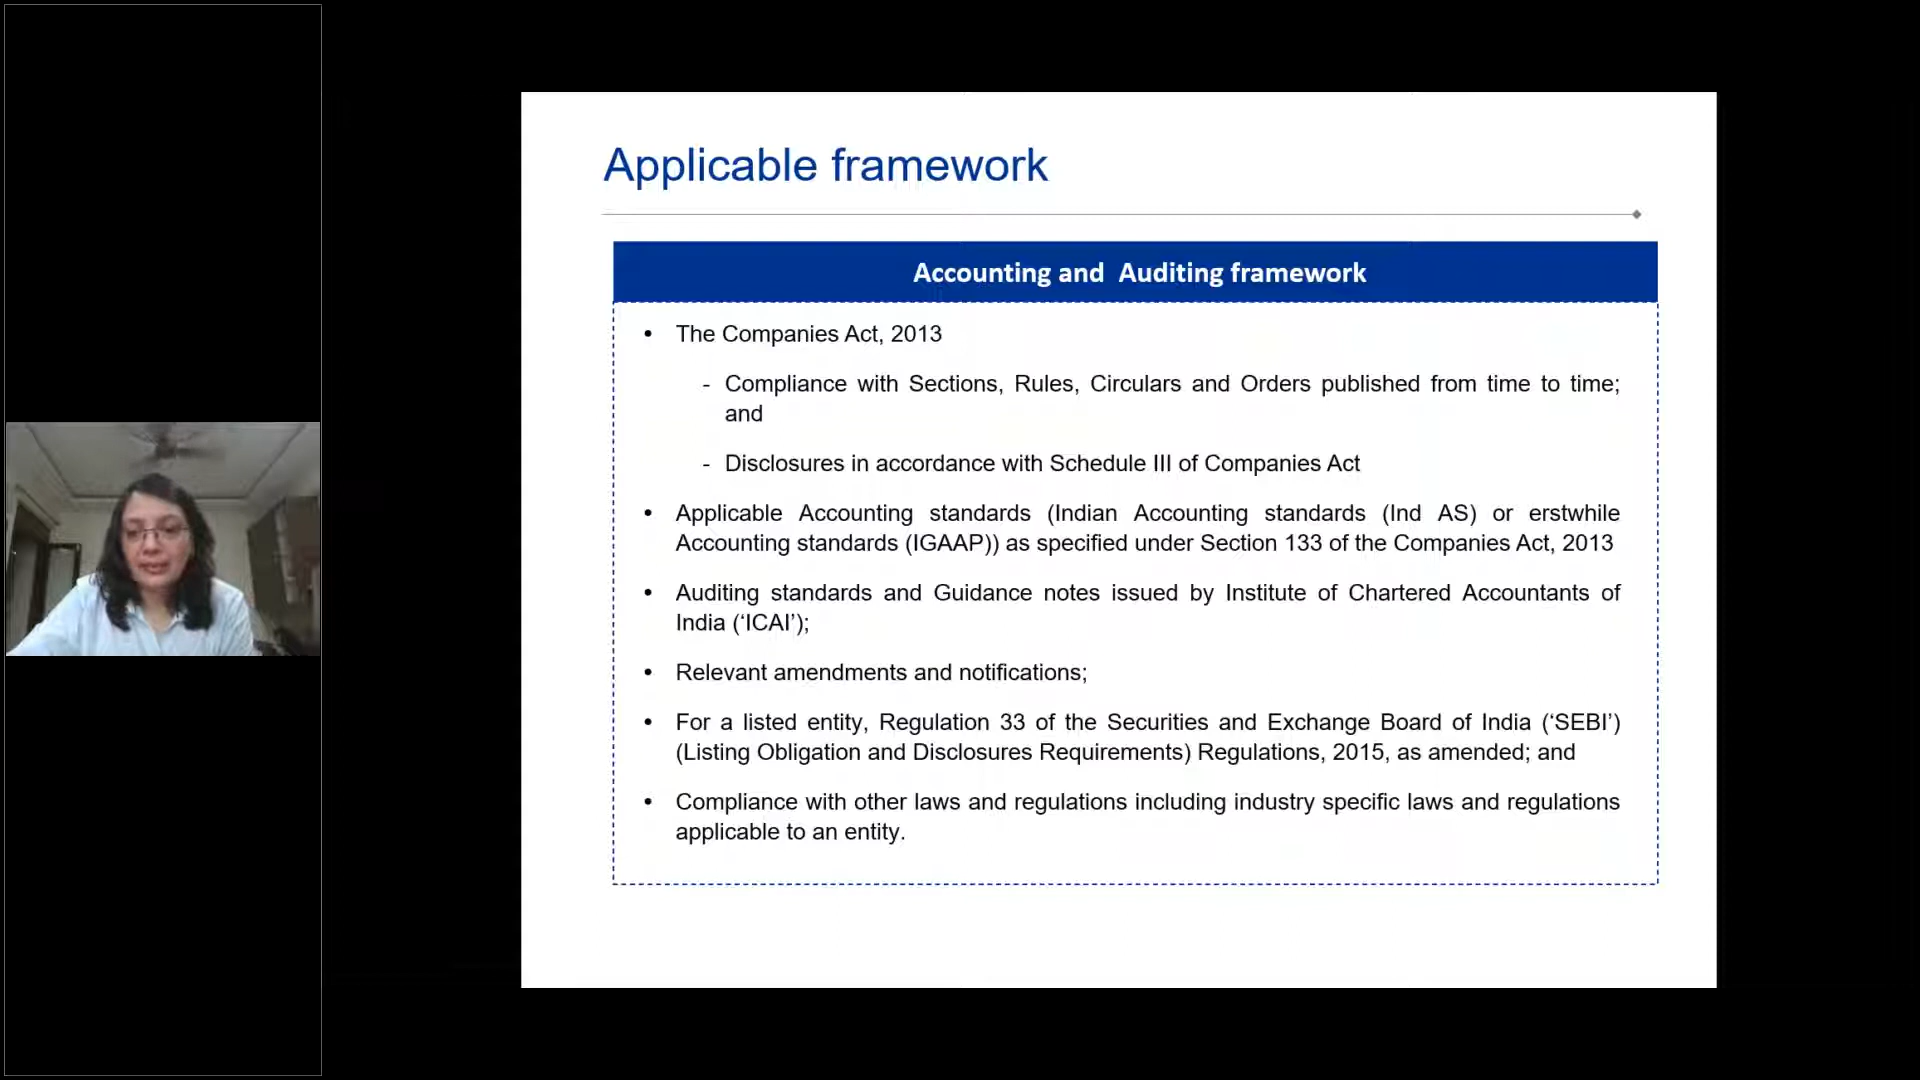 Applicable framework
Accounting and Auditing framework
• The Companies Act, 2013
- Compliance with Sections, Rules, Circulars and Orders published from time to time;
and
- Disclosures in accordance with Schedule III of Companies Act
• Applicable Accounting standards (Indian Accounting standards (Ind AS) or erstwhile
Accounting standards (IGAAP)) as specified under Section 133 of the Companies Act, 2013
• Auditing standards and Guidance notes issued by Institute of Chartered Accountants of
India (‘ICAI’);
• Relevant amendments and notifications;
• For a listed entity, Regulation 33 of the Securities and Exchange Board of India (‘SEBI’)
(Listing Obligation and Disclosures Requirements) Regulations, 2015, as amended; and
• Compliance with other laws and regulations including industry specific laws and regulations
applicable to an entity.